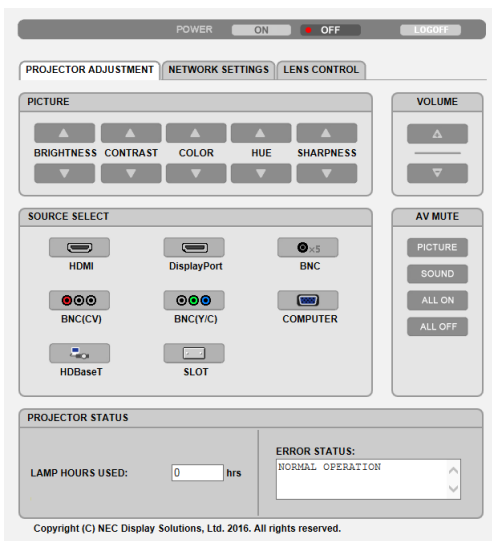 POWER ON OFF LOGOFF
PROJECTOR ADJUSTMENT NETWORK SETTINGS LENS CONTROL
PICTURE
BRIGHTNESS CONTRAST COLOR HUE SHARPNESS
VOLUME
SOURCE SELECT
HDMI DisplayPort ×5 BNC
BNC(CV) BNC(Y/C) COMPUTER
HDBaseT SLOT
AV MUTE
PICTURE
SOUND
ALL ON
ALL OFF
PROJECTOR STATUS
LAMP HOURS USED: 0 hrs
ERROR STATUS:
NORMAL OPERATION
Copyright (C) NEC Display Solutions, Ltd. 2016. All rights reserved.